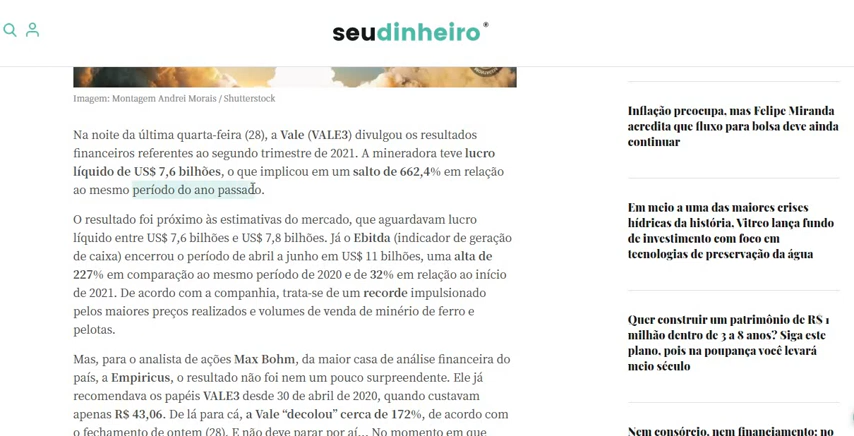 seudinheiro®
Imagem: Montagem Andrei Morais / Shutterstock
Na noite da última quarta-feira (28), a Vale (VALE3) divulgou os resultados
financeiros referentes ao segundo trimestre de 2021. A mineradora teve lucro
líquido de US$ 7,6 bilhões, o que implicou em um salto de 662,4% em relação
ao mesmo período do ano passado.
O resultado foi próximo às estimativas do mercado, que aguardavam lucro
líquido entre US$ 7,6 bilhões e US$ 7,8 bilhões. Já o Ebitda (indicador de geração
de caixa) encerrou o período de abril a junho em US$ 11 bilhões, uma alta de
227% em comparação ao mesmo período de 2020 e de 32% em relação ao início
de 2021. De acordo com a companhia, trata-se de um recorde impulsionado
pelos maiores preços realizados e volumes de venda de minério de ferro e
pelotas.
Mas, para o analista de ações Max Bohm, da maior casa de análise financeira do
país, a Empiricus, o resultado não foi nem um pouco surpreendente. Ele já
recomendava os papéis VALE3 desde 30 de abril de 2020, quando custavam
apenas R$ 43,06. De lá para cá, a Vale “decolou” cerca de 172%, de acordo com
o fechamento de ontem (28). E não deve parar por aí... No momento em que
Inflação preocupa, mas Felipe Miranda
acredita que fluxo para bolsa deve ainda
continuar
Em meio a uma das maiores crises
hídricas da história, Vitreo lança fundo
de investimento com foco em
tecnologias de preservação da água
Quer construir um patrimônio de R$ 1
milhão dentro de 3 a 8 anos? Siga este
plano, pois na poupança você levará
meio século
Nem consórcio, nem financiamento: no